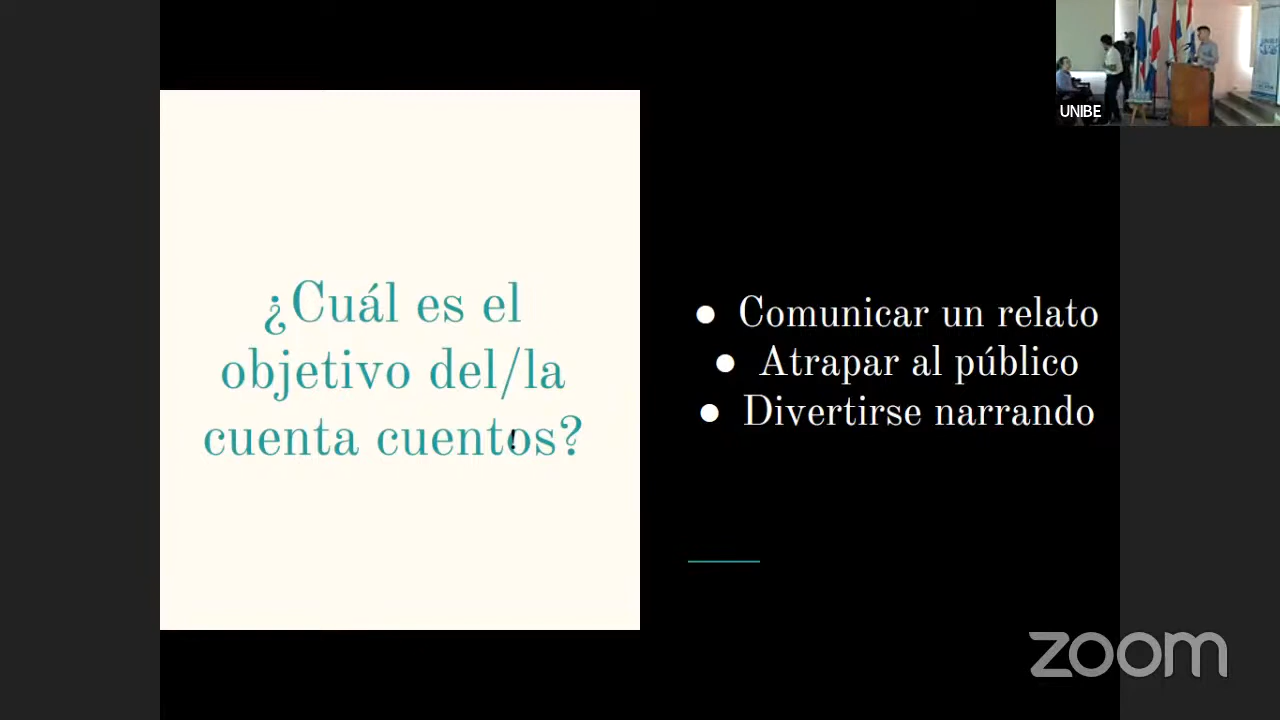 UNIBE
¿Cuál es el
objetivo del/la
cuenta cuentos?
● Comunicar un relato
● Atrapar al público
● Divertirse narrando
zoom